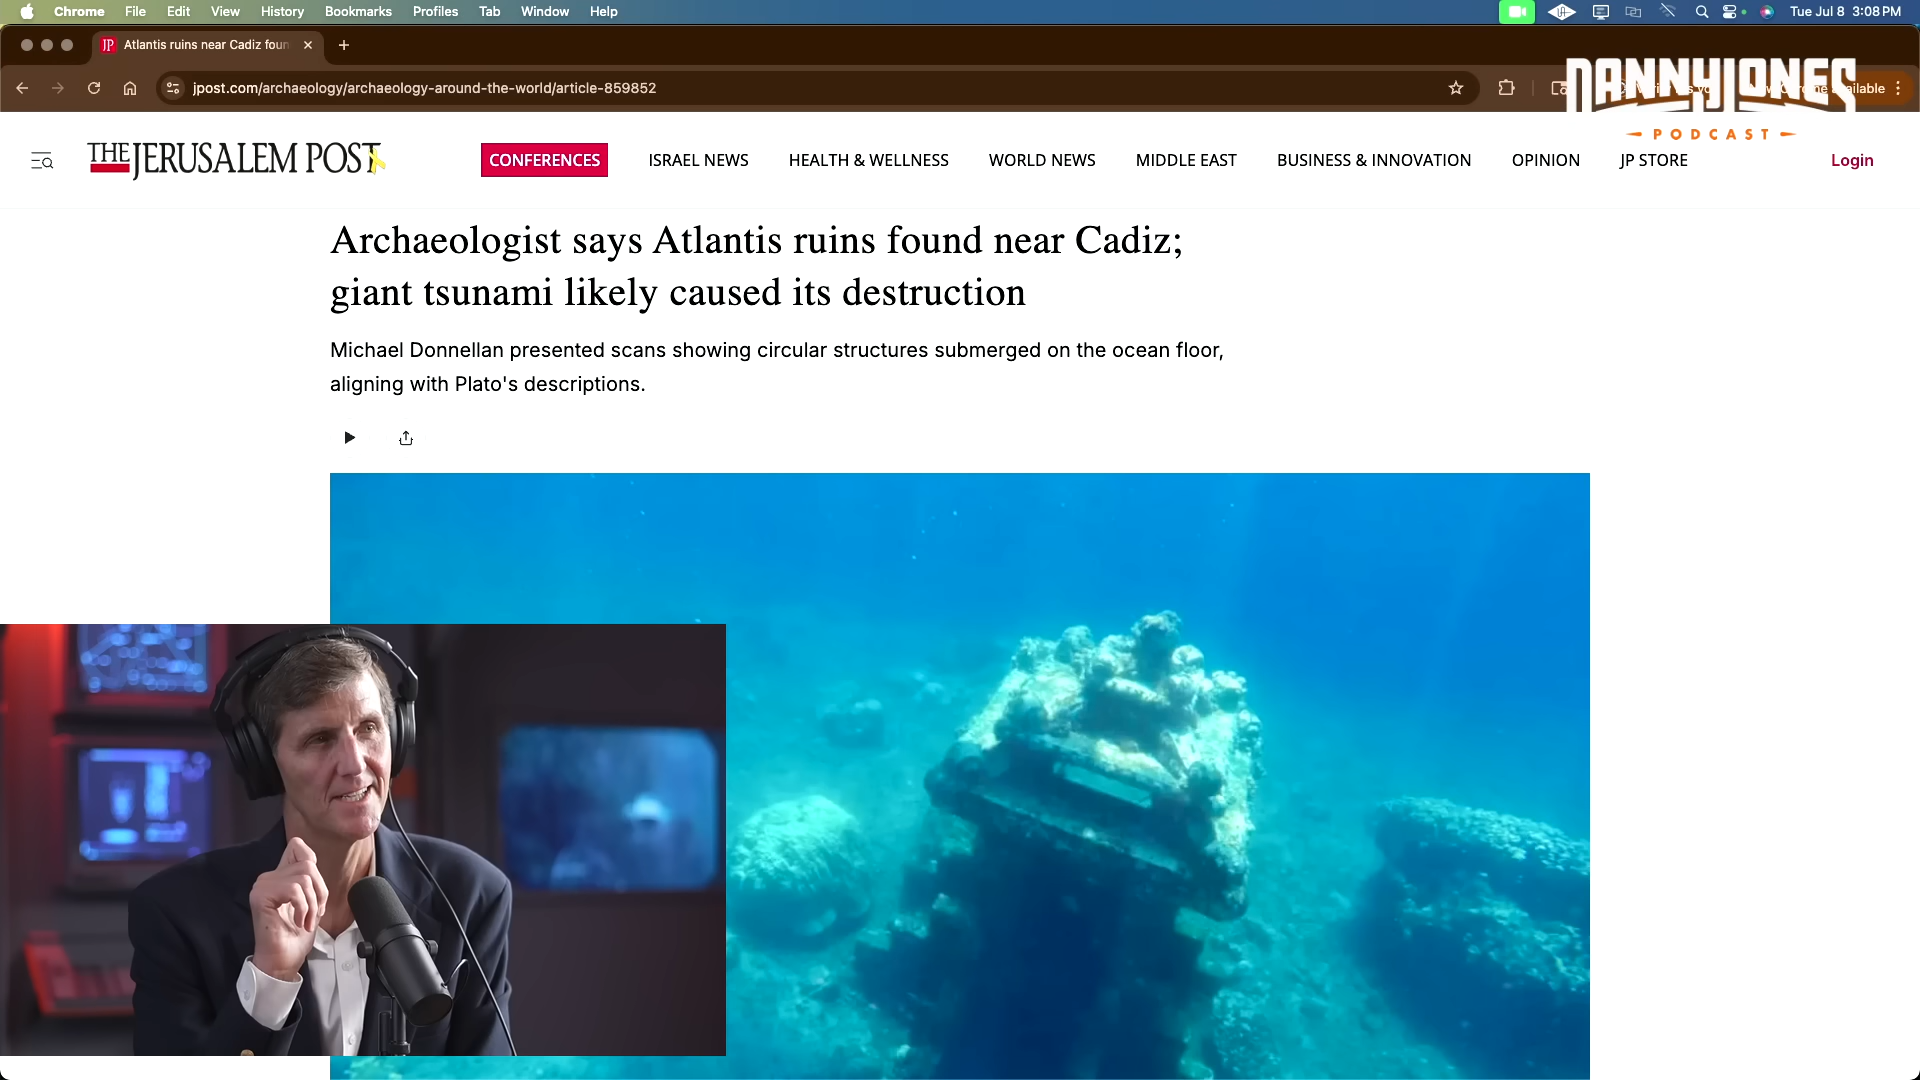 Chrome File Edit View History Bookmarks Profiles Tab Window Help Tue Jul 8 3:08 PM
JP Atlantis ruins near Cadiz foun
jpost.com/archaeology/archaeology-around-the-world/article-859852
DANNY JONES
PODCAST
THE JERUSALEM POST CONFERENCES ISRAEL NEWS HEALTH & WELLNESS WORLD NEWS MIDDLE EAST BUSINESS & INNOVATION OPINION JP STORE Login
Archaeologist says Atlantis ruins found near Cadiz;
giant tsunami likely caused its destruction
Michael Donnellan presented scans showing circular structures submerged on the ocean floor,
aligning with Plato's descriptions.